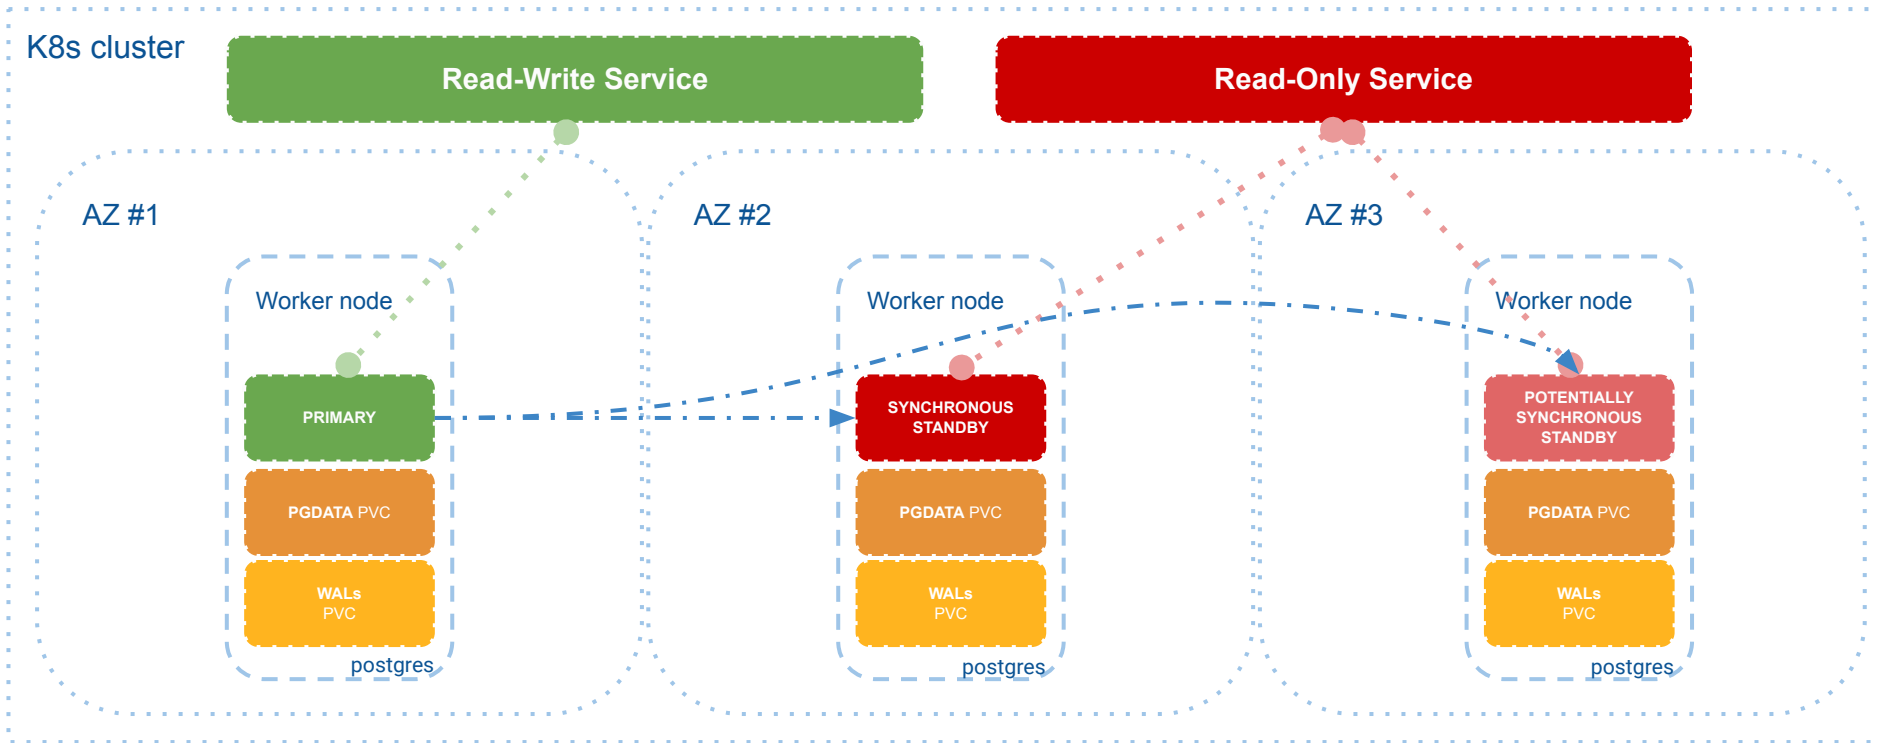 K8s cluster
Read-Write Service
Read-Only Service
AZ #1
AZ #2
AZ #3
Worker node
Worker node
Worker node
PRIMARY
SYNCHRONOUS
STANDBY
POTENTIALLY
SYNCHRONOUS
STANDBY
PGDATA PVC
PGDATA PVC
PGDATA PVC
WALs
PVC
WALs
PVC
WALs
PVC
postgres
postgres
postgres